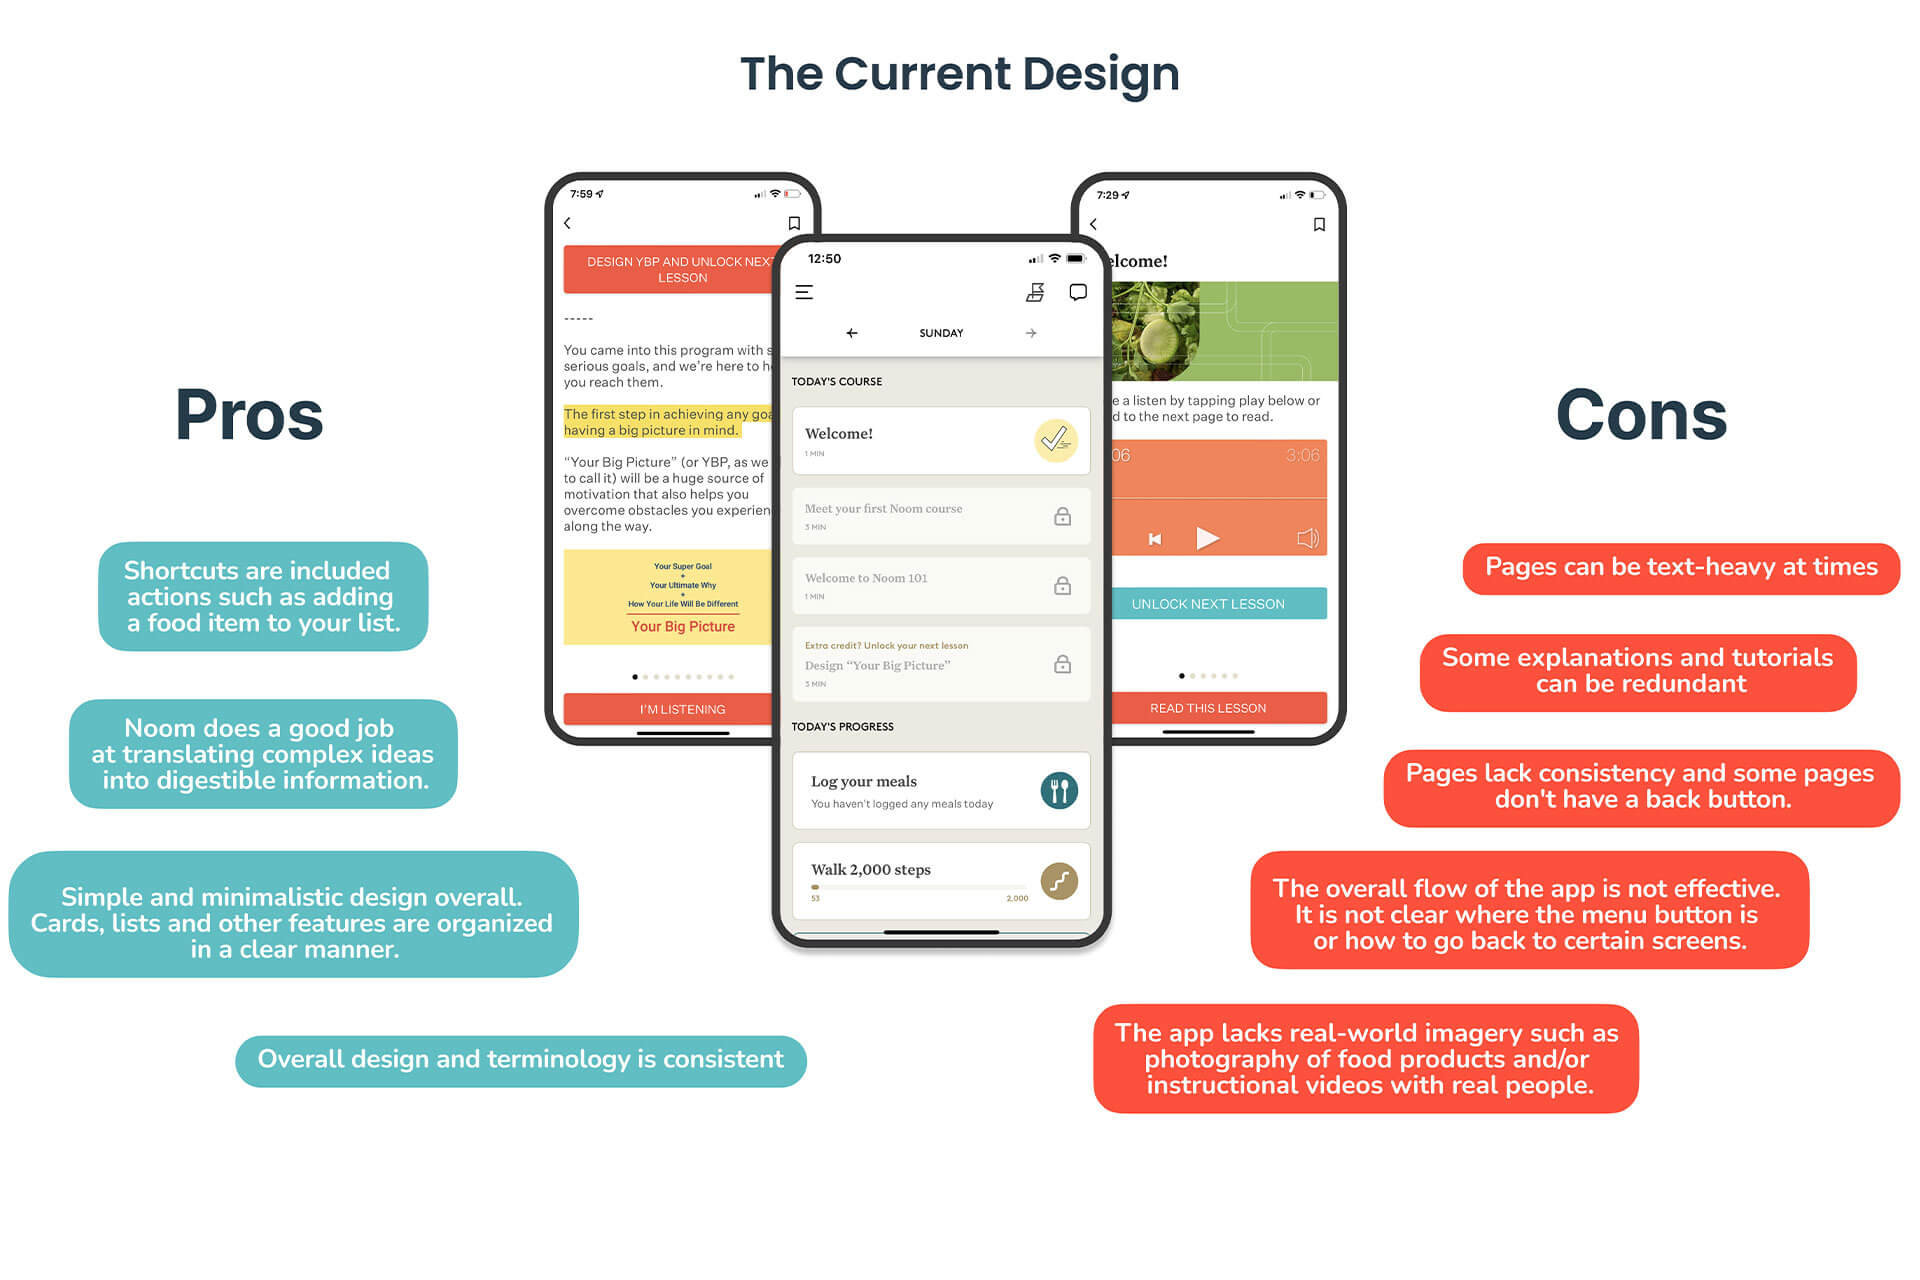 The Current Design
Pros
Shortcuts are included
actions such as adding
a food item to your list.
Noom does a good job
at translating complex ideas
into digestible information.
Simple and minimalistic design overall.
Cards, lists and other features are organized
in a clear manner.
Overall design and terminology is consistent
7:59
DESIGN YBP AND UNLOCK NEXT
LESSON
-----
You came into this program with
serious goals, and we're here to
you reach them.
The first step in achieving any
having a big picture in mind.
“Your Big Picture” (or YBP, as we
to call it) will be a huge source of
motivation that also helps you
overcome obstacles you
along the way.
Your Super Goal
+
Your Ultimate Why
+
How Your Life Will Be Different
Your Big Picture
I'M LISTENING
12:50
SUNDAY
TODAY'S COURSE
Welcome!
1 MIN
Meet your first Noom course
3 MIN
Welcome to Noom 101
1 MIN
Extra credit? Unlock your next lesson
Design “Your Big Picture”
3 MIN
TODAY'S PROGRESS
Log your meals
You haven't logged any meals today
Walk 2,000 steps
53
2,000
7:29
elcome!
e a listen by tapping play below or
d to the next page to read.
06
3:06
UNLOCK NEXT LESSON
READ THIS LESSON
Cons
Pages can be text-heavy at times
Some explanations and tutorials
can be redundant
Pages lack consistency and some pages
don't have a back button.
The overall flow of the app is not effective.
It is not clear where the menu button is
or how to go back to certain screens.
The app lacks real-world imagery such as
photography of food products and/or
instructional videos with real people.